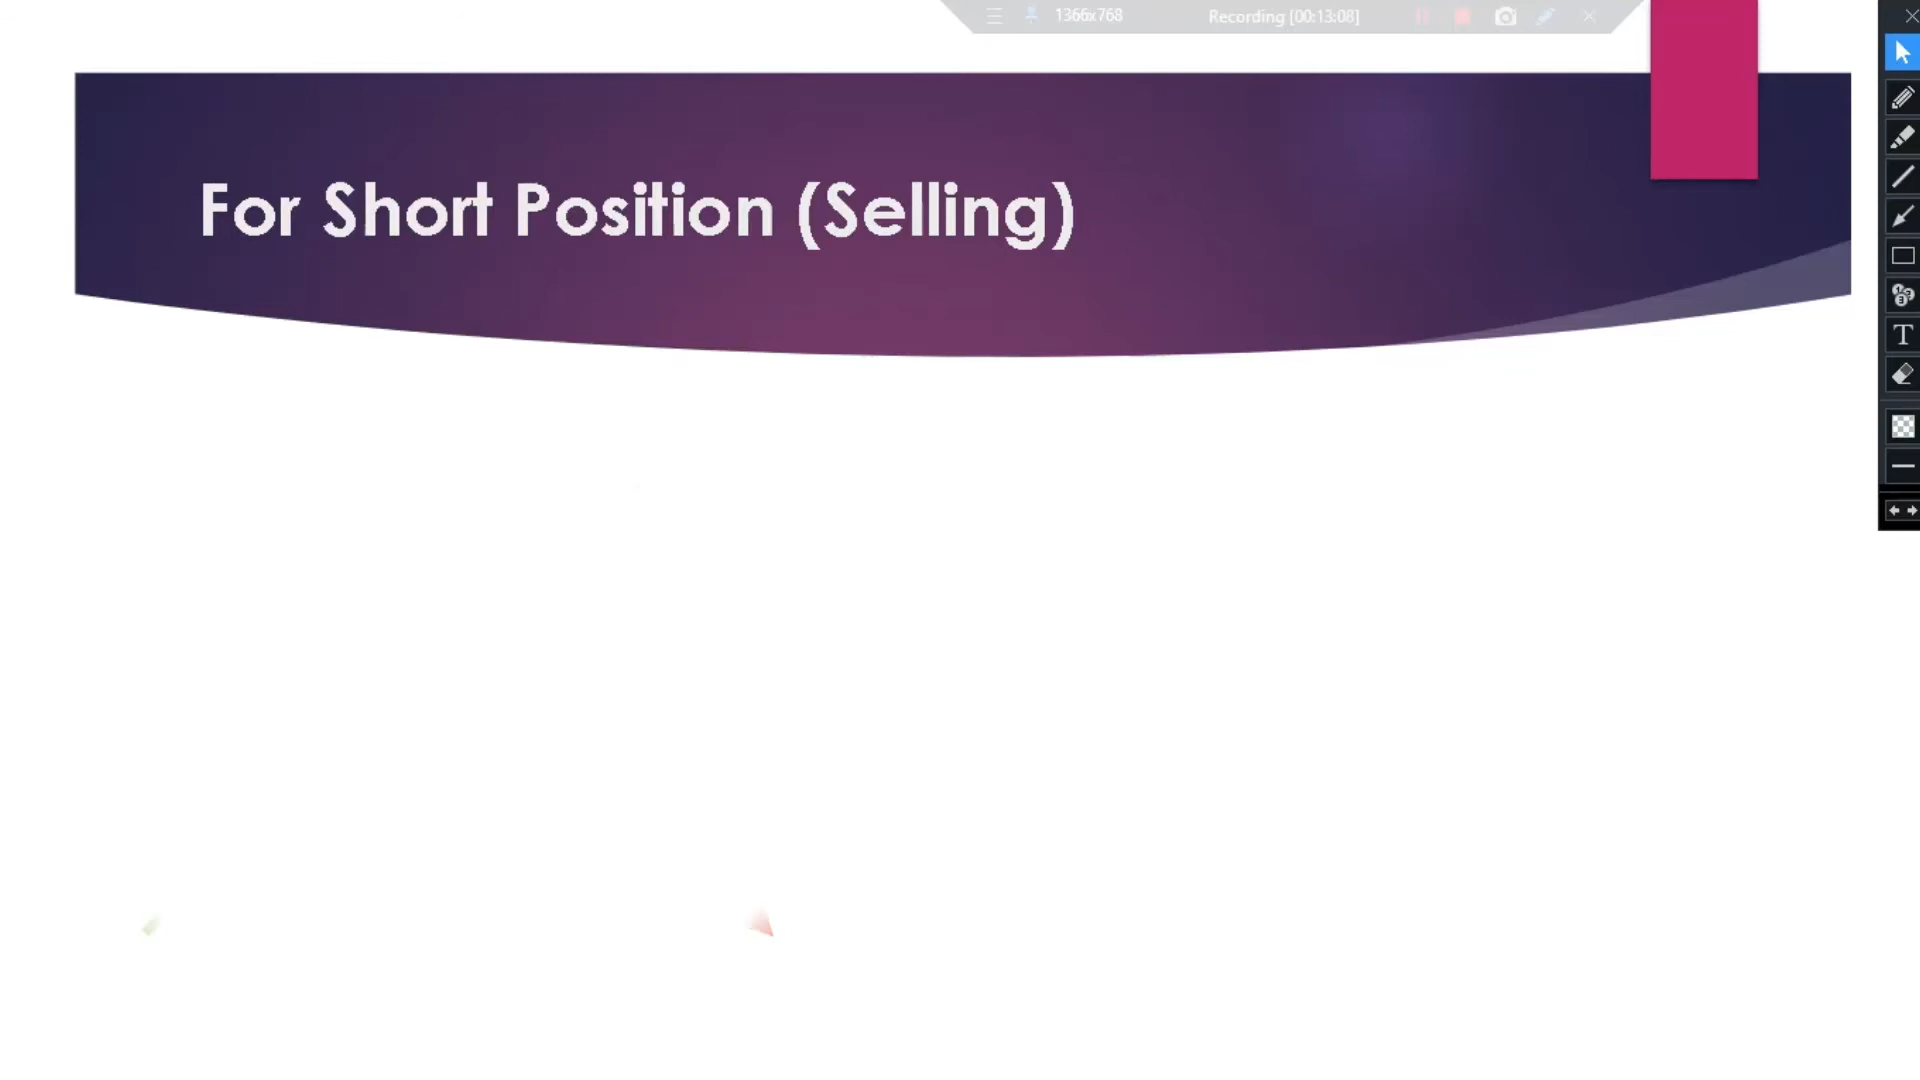 1366x768 Recording [00:13:08]
For Short Position (Selling)
T